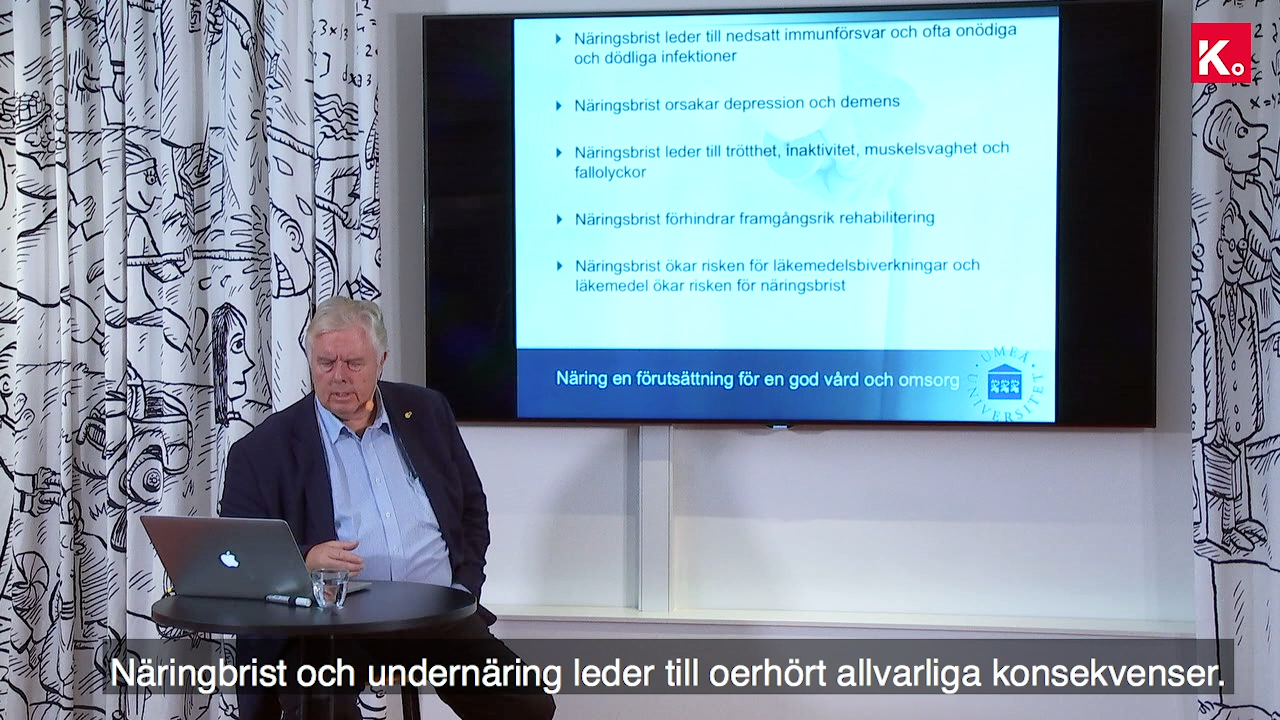 Näringsbrist leder till nedsatt immunförsvar och ofta onödiga
och dödliga infektioner
Näringsbrist orsakar depression och demens
Näringsbrist leder till trötthet, inaktivitet, muskelsvaghet och
fallolyckor
Näringsbrist förhindrar framgångsrik rehabilitering
Näringsbrist ökar risken för läkemedelsbiverkningar och
läkemedel ökar risken för näringsbrist
Näring en förutsättning för en god vård och omsorg
UMEÅ UNIVERSITET
K.
Näringbrist och undernäring leder till oerhört allvarliga konsekvenser.